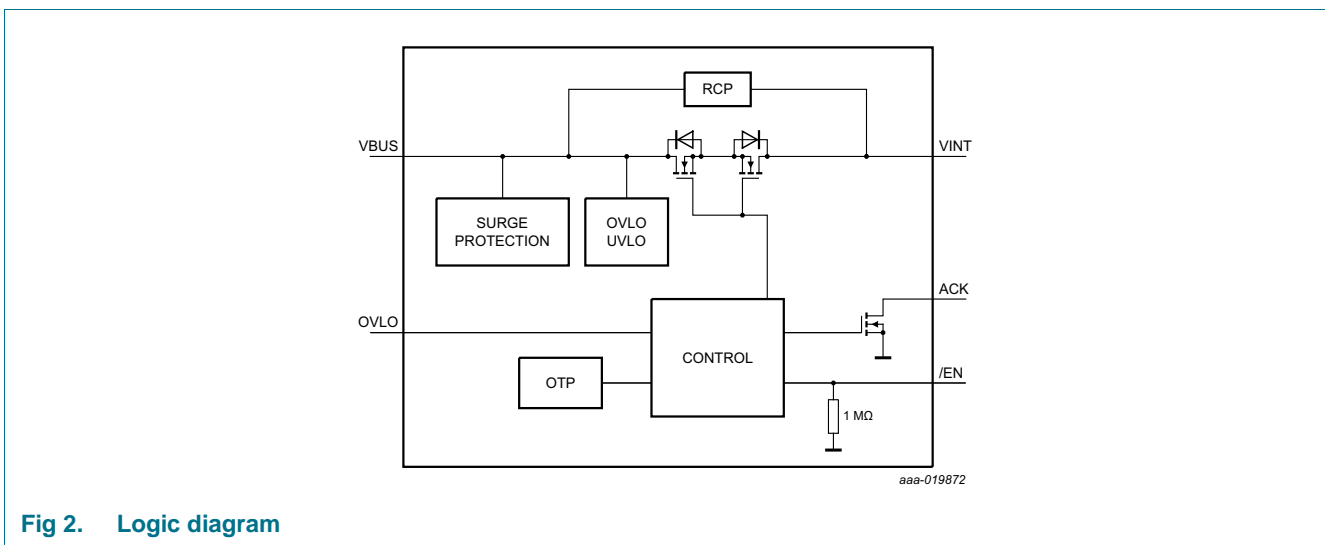 RCP
VBUS
VINT
SURGE
PROTECTION
OVLO
UVLO
ACK
OVLO
CONTROL
OTP
/EN
1 MΩ
aaa-019872
Fig 2. Logic diagram